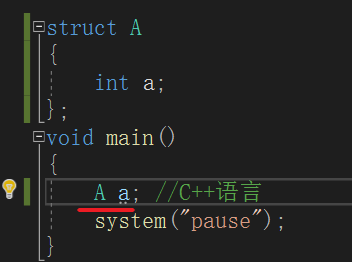 struct A
{
int a;
};
void main()
{
A a; //C++语言
system("pause");
}